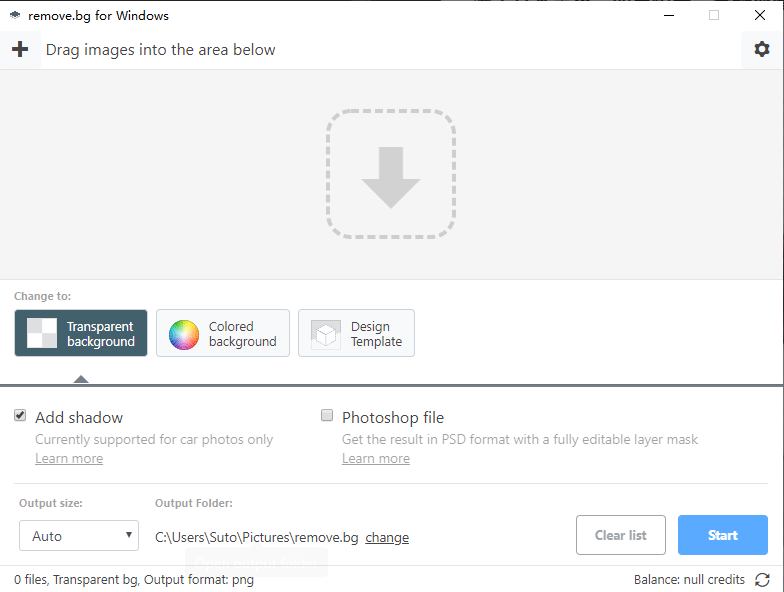 remove.bg for Windows
Drag images into the area below
Change to:
Transparent
background
Colored
background
Design
Template
Add shadow
Currently supported for car photos only
Learn more
Photoshop file
Get the result in PSD format with a fully editable layer mask
Learn more
Output size:
Auto
Output Folder:
C:\Users\Suto\Pictures\remove.bg change
Clear list
Start
0 files, Transparent bg, Output format: png
Balance: null credits